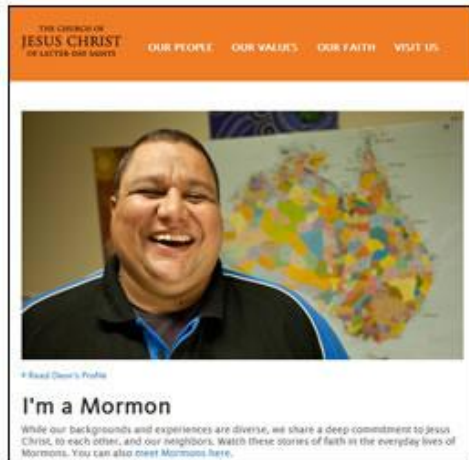 THE CHURCH OF
JESUS CHRIST
OF LATTER-DAY SAINTS
OUR PEOPLE OUR VALUES OUR FAITH VISIT US
Read Dean's Profile
I'm a Mormon
While our backgrounds and experiences are diverse, we share a deep commitment to Jesus
Christ, to each other, and our neighbors. Watch these stories of faith in the everyday lives of
Mormons. You can also meet Mormons here.